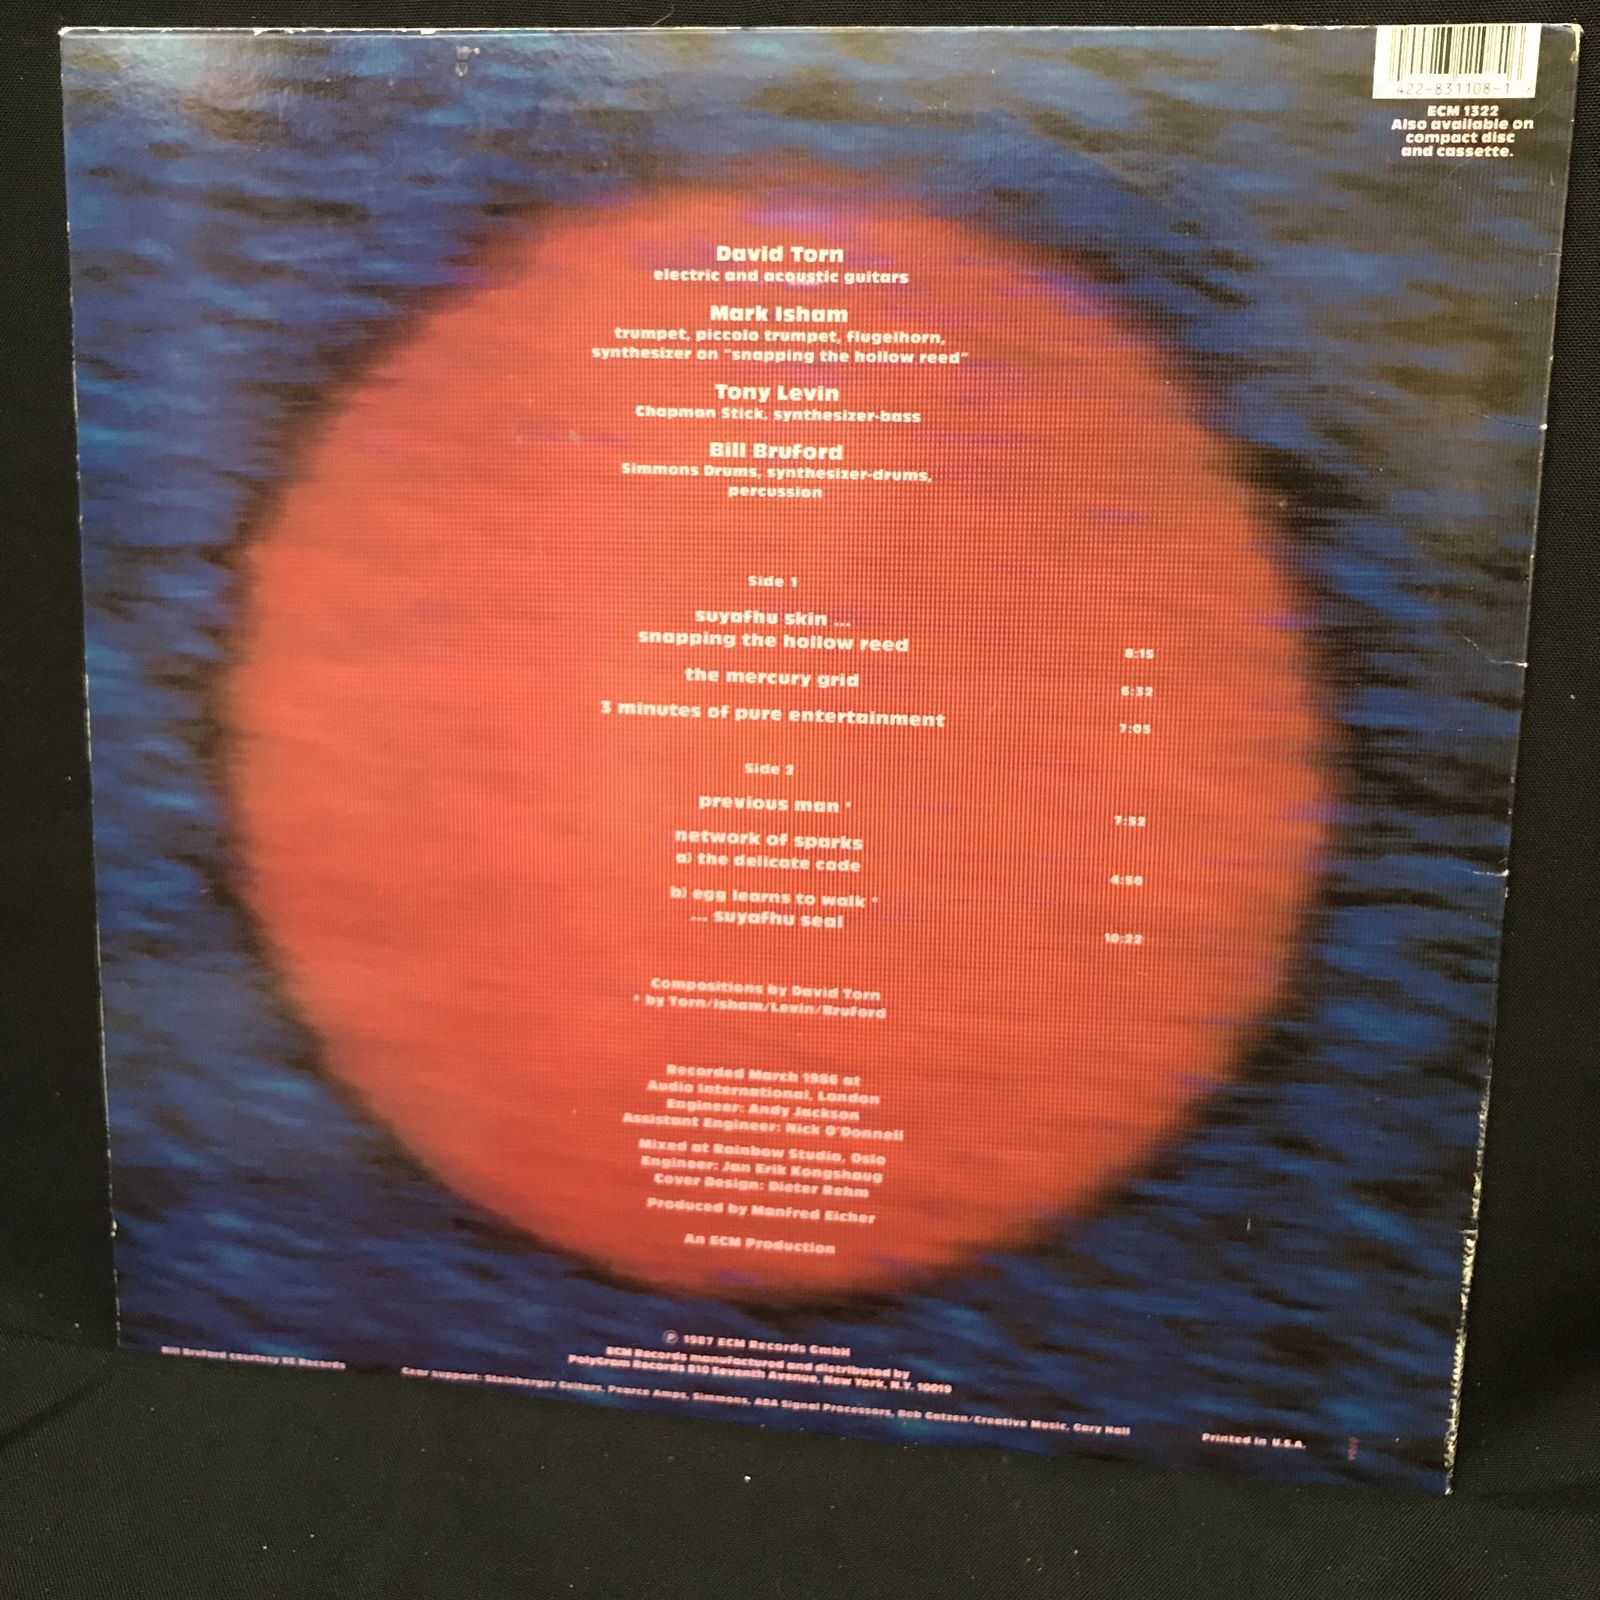 422-831108-1
ECM 1322
Also available on
compact disc
and cassette.
David Torn
electric and acoustic guitars
Mark Isham
trumpet, piccolo trumpet, flugelhorn,
synthesizer on "snapping the hollow reed"
Tony Levin
Chapman Stick, synthesizer-bass
Bill Bruford
Simmons Drums, synthesizer-drums,
percussion
Side 1
suyafhu skin ...
snapping the hollow reed 8:15
the mercury grid 6:32
3 minutes of pure entertainment 7:05
Side 2
previous man * 7:52
network of sparks
a) the delicate code 4:50
b) egg learns to walk *
... suyafhu seal 10:22
Compositions by David Torn
* by Torn/Isham/Levin/Bruford
Recorded March 1986 at
Audio International, London
Engineer: Andy Jackson
Assistant Engineer: Nick O'Donnell
Mixed at Rainbow Studio, Oslo
Engineer: Jan Erik Kongshaug
Cover Design: Dieter Rehm
Produced by Manfred Eicher
An ECM Production
℗ 1987 ECM Records GmbH
ECM Records manufactured and distributed by
PolyGram Records 810 Seventh Avenue, New York, N.Y. 10019
Bill Bruford courtesy EG Records
Gear support: Steinberger Guitars, Pearce Amps, Simmons, ADA Signal Processors, Bob Getzen/Creative Music, Gary Hall
Printed in U.S.A.